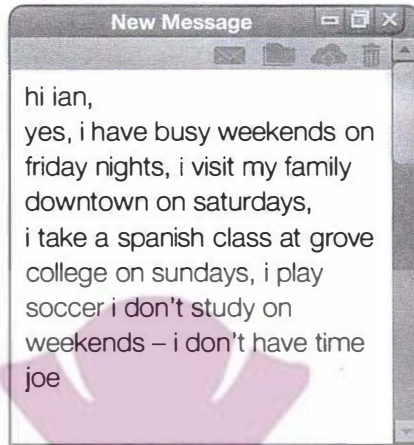 New Message
hi ian,
yes, i have busy weekends on
friday nights, i visit my family
downtown on saturdays,
i take a spanish class at grove
college on sundays, i play
soccer i don't study on
weekends – i don't have time
joe